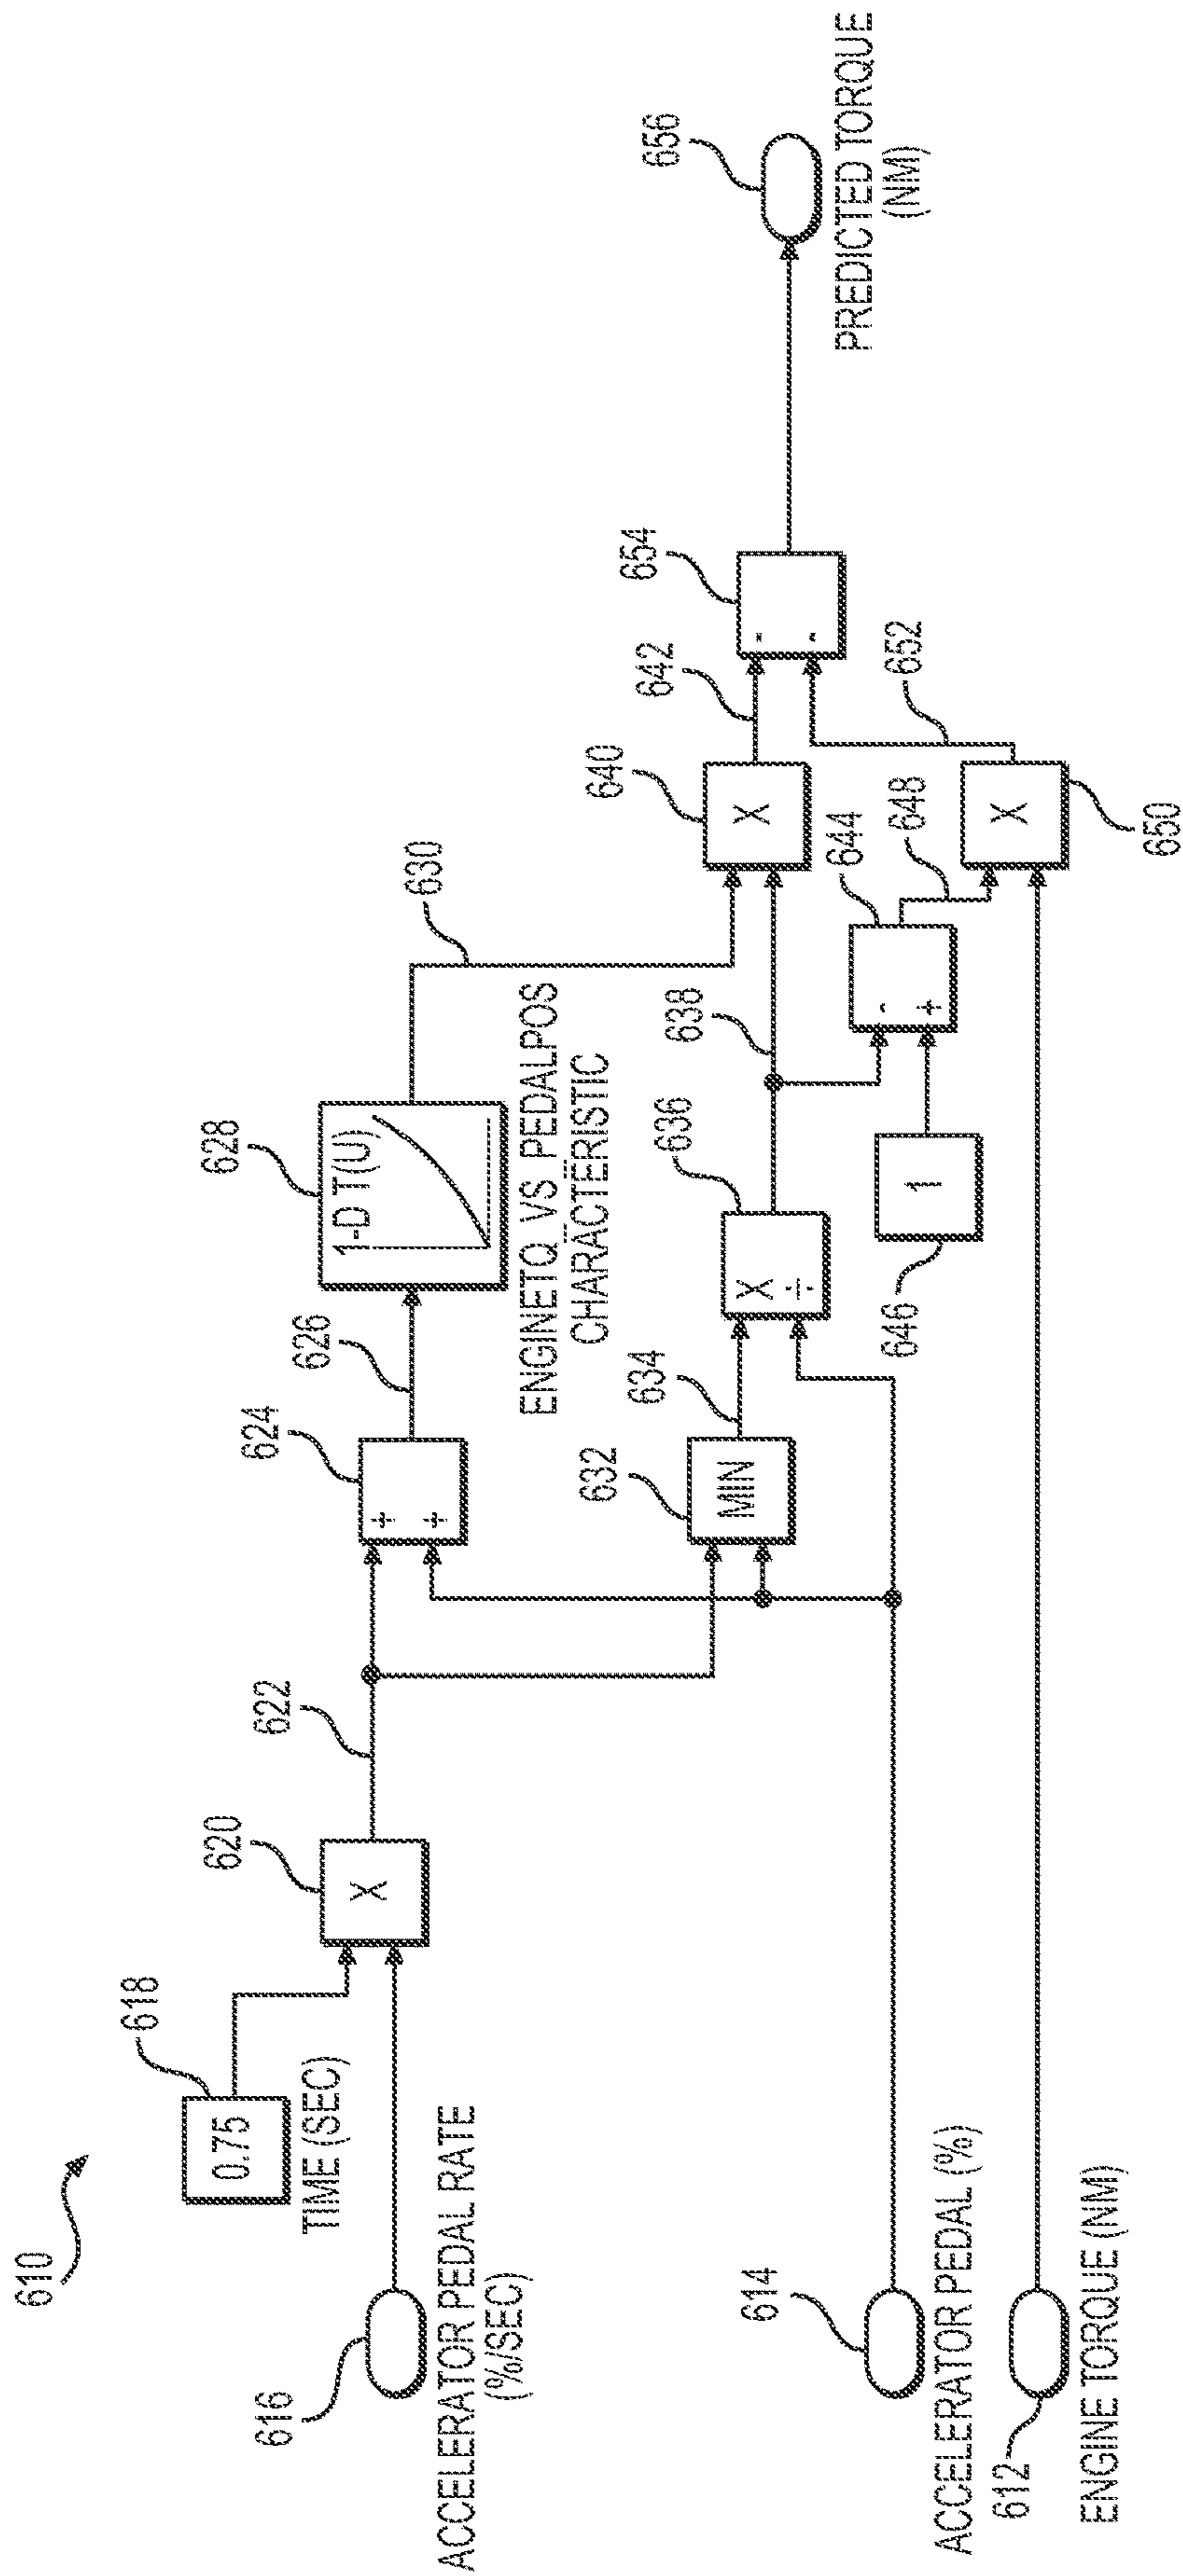 610
618
0.75
TIME (SEC)
616
ACCELERATOR PEDAL RATE
(%/SEC)
620
X
622
624
+
+
626
628
1-D T(U)
ENGINETQ_VS_PEDALPOS
CHARACTERISTIC
630
632
MIN
634
636
X
÷
638
640
X
642
644
-
+
646
1
648
650
X
652
654
-
-
656
PREDICTED TORQUE
(NM)
614
ACCELERATOR PEDAL (%)
612
ENGINE TORQUE (NM)